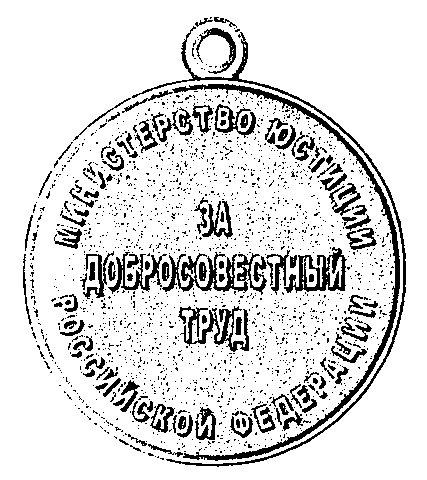 МИНИСТЕРСТВО ЮСТИЦИИ
ЗА
ДОБРОСОВЕСТНЫЙ
ТРУД
РОССИЙСКОЙ ФЕДЕРАЦИИ